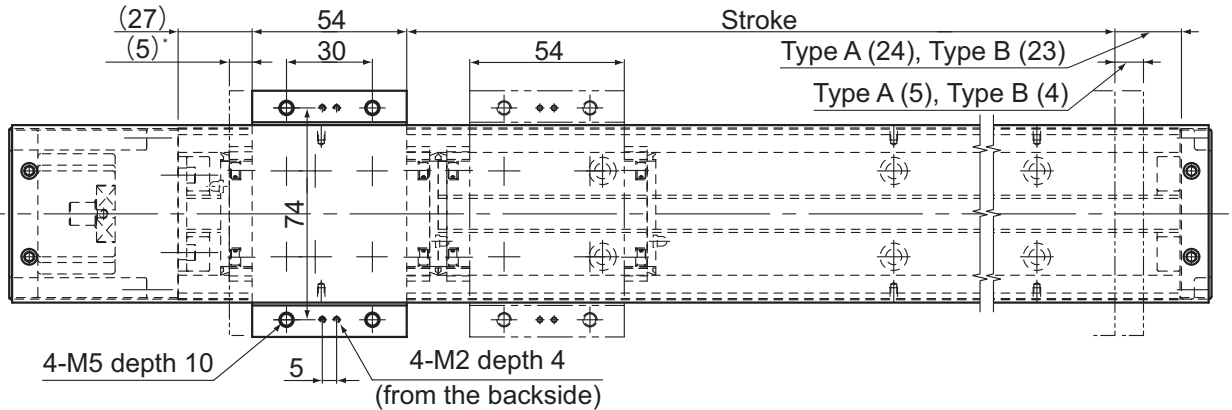 (27)
54
Stroke
(5)*
30
54
Type A (24), Type B (23)
Type A (5), Type B (4)
74
4-M5 depth 10
5
4-M2 depth 4
(from the backside)